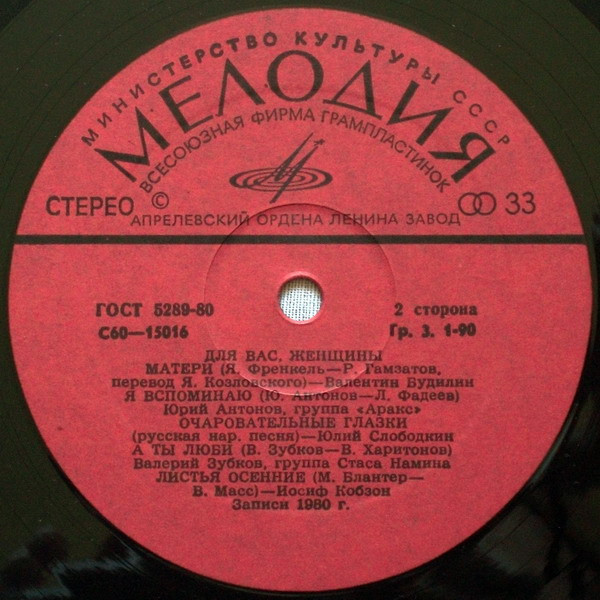 МИНИСТЕРСТВО КУЛЬТУРЫ СССР
МЕЛОДИЯ
ВСЕСОЮЗНАЯ ФИРМА ГРАМПЛАСТИНОК
СТЕРЕО © 33
АПРЕЛЕВСКИЙ ОРДЕНА ЛЕНИНА ЗАВОД
ГОСТ 5289-80 2 сторона
С60—15016 Гр. 3. 1-90
ДЛЯ ВАС, ЖЕНЩИНЫ
МАТЕРИ (Я. Френкель—Р. Гамзатов,
перевод Я. Козловского)—Валентин Будилин
Я ВСПОМИНАЮ (Ю. Антонов—Л. Фадеев)
Юрий Антонов, группа «Аракс»
ОЧАРОВАТЕЛЬНЫЕ ГЛАЗКИ
(русская нар. песня)—Юлий Слободкин
А ТЫ ЛЮБИ (В. Зубков—В. Харитонов)
Валерий Зубков, группа Стаса Намина
ЛИСТЬЯ ОСЕННИЕ (М. Блантер—
В. Масс)—Иосиф Кобзон
Записи 1980 г.